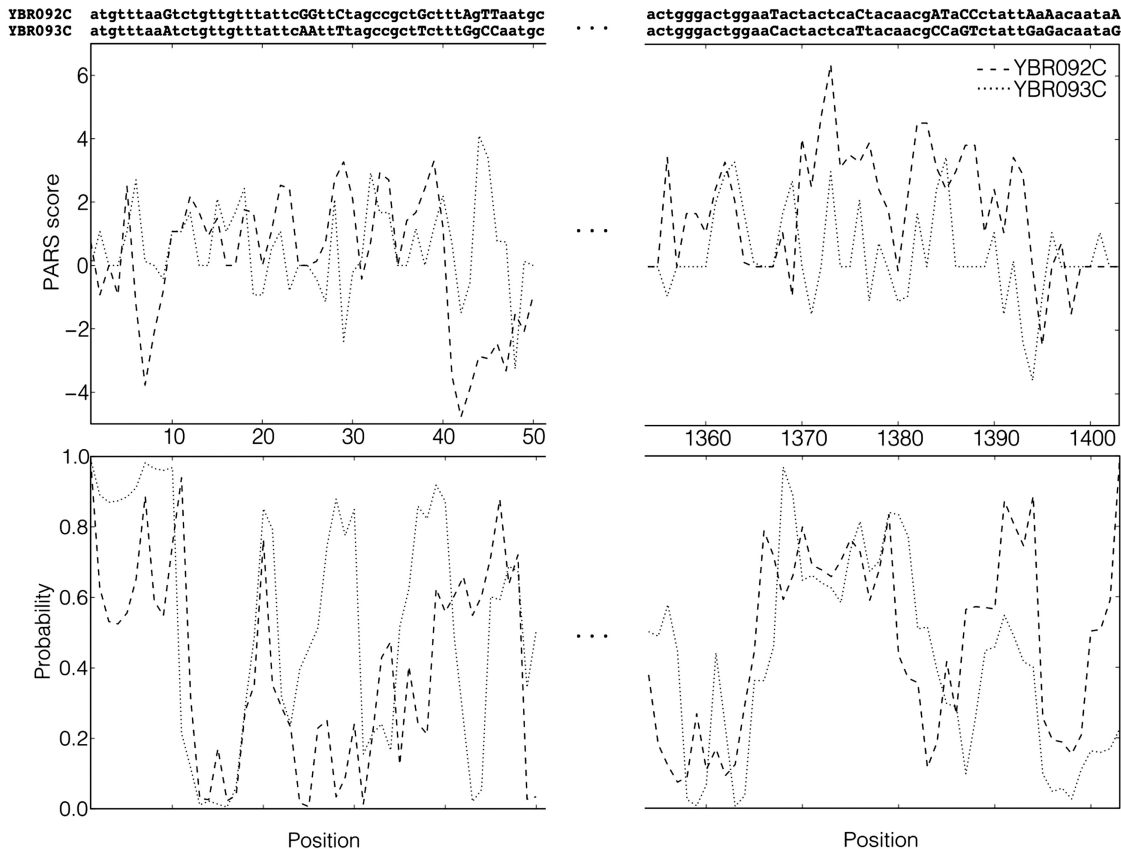 YBR092C atgtttaaGtctgttgtttattcGGttCtagccgctGctttAgTTaatgc ... actgggactggaaTactactcaCtacaacgATaCCctattAaAacaataA
YBR093C atgtttaaAtctgttgtttattcAAttTtagccgctTctttGgCCaatgc ... actgggactggaaCactactcaTtacaacgCCaGTctattGaGacaataG
6
4
2
0
−2
−4
PARS score
...
YBR092C
YBR093C
10 20 30 40 50 1360 1370 1380 1390 1400
1.0
0.8
0.6
0.4
0.2
0.0
Probability
...
Position Position